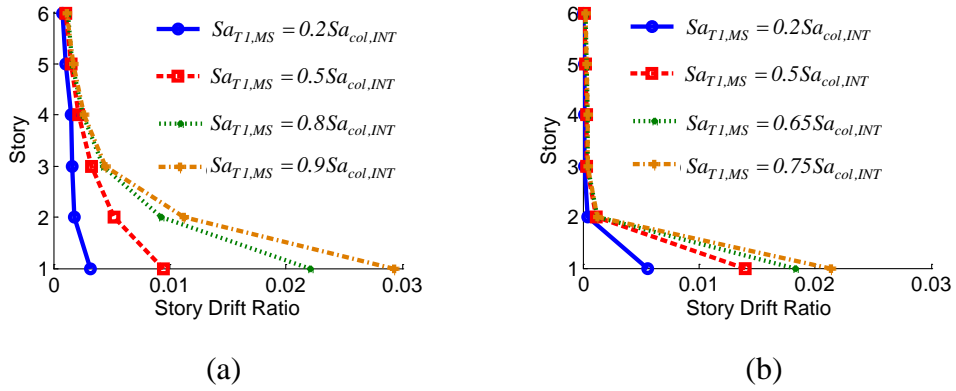 6
5
4
3
2
1
Story
0
0.01
0.02
0.03
Story Drift Ratio
Sa_{T1,MS} = 0.2Sa_{col,INT}
Sa_{T1,MS} = 0.5Sa_{col,INT}
Sa_{T1,MS} = 0.8Sa_{col,INT}
Sa_{T1,MS} = 0.9Sa_{col,INT}
(a)
6
5
4
3
2
1
Story
0
0.01
0.02
0.03
Story Drift Ratio
Sa_{T1,MS} = 0.2Sa_{col,INT}
Sa_{T1,MS} = 0.5Sa_{col,INT}
Sa_{T1,MS} = 0.65Sa_{col,INT}
Sa_{T1,MS} = 0.75Sa_{col,INT}
(b)